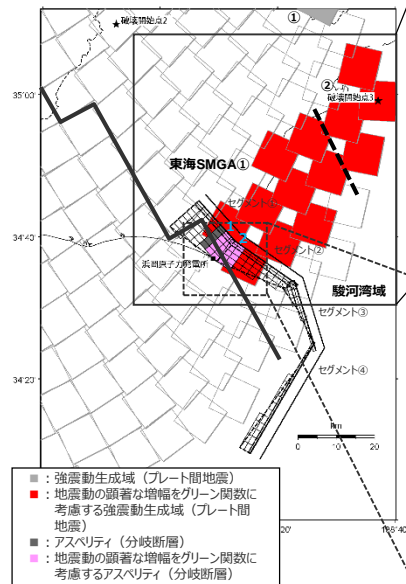 ①
破壊開始点2
35°00'
②
破壊開始点3
東海SMGA①
セグメント①
1
2
34°40'
セグメント②
浜岡原子力発電所
駿河湾域
セグメント③
セグメント④
34°20'
km
0 10 20
■：強震動生成域（プレート間地震）
■：地震動の顕著な増幅をグリーン関数に
考慮する強震動生成域（プレート間
地震）
■：アスペリティ（分岐断層）
■：地震動の顕著な増幅をグリーン関数に
考慮するアスペリティ（分岐断層）